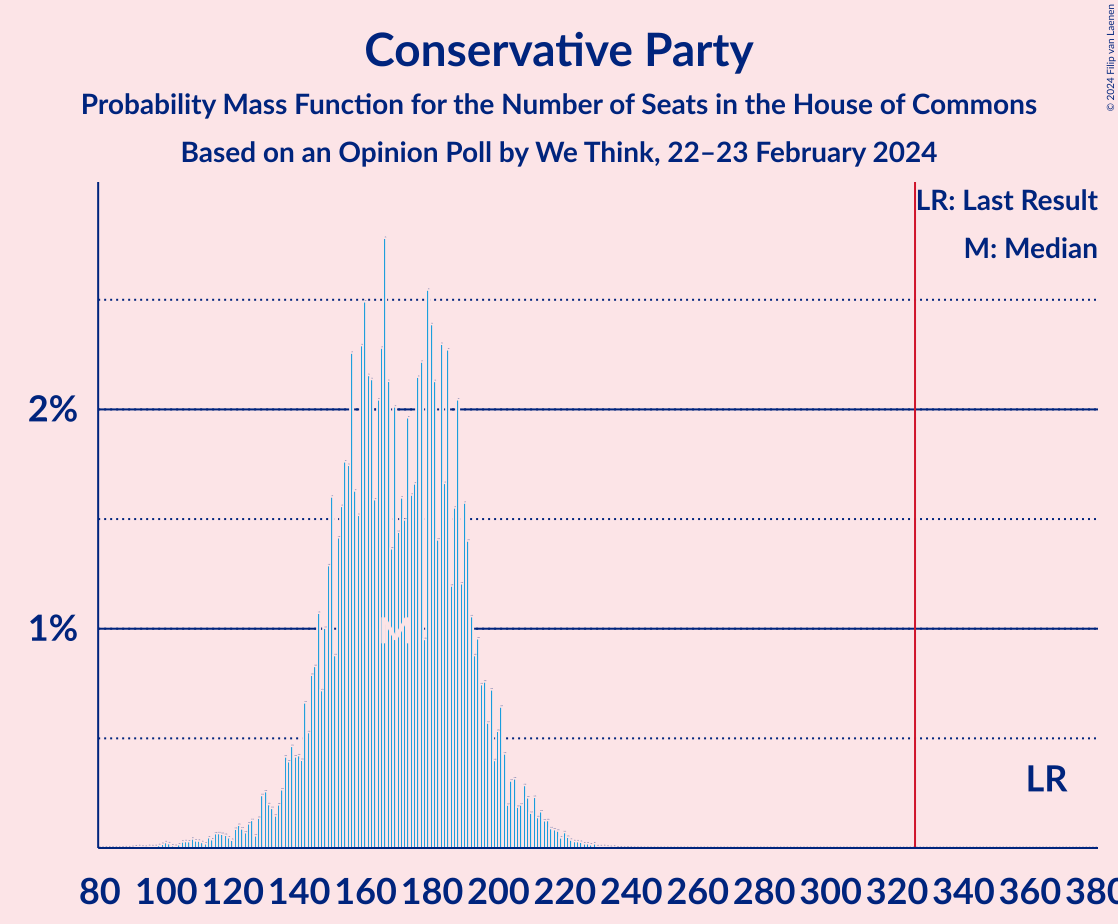 Conservative Party
Probability Mass Function for the Number of Seats in the House of Commons
Based on an Opinion Poll by We Think, 22–23 February 2024
© 2024 Filip van Laenen
LR: Last Result
M: Median
2%
1%
M
LR
80 100 120 140 160 180 200 220 240 260 280 300 320 340 360 380